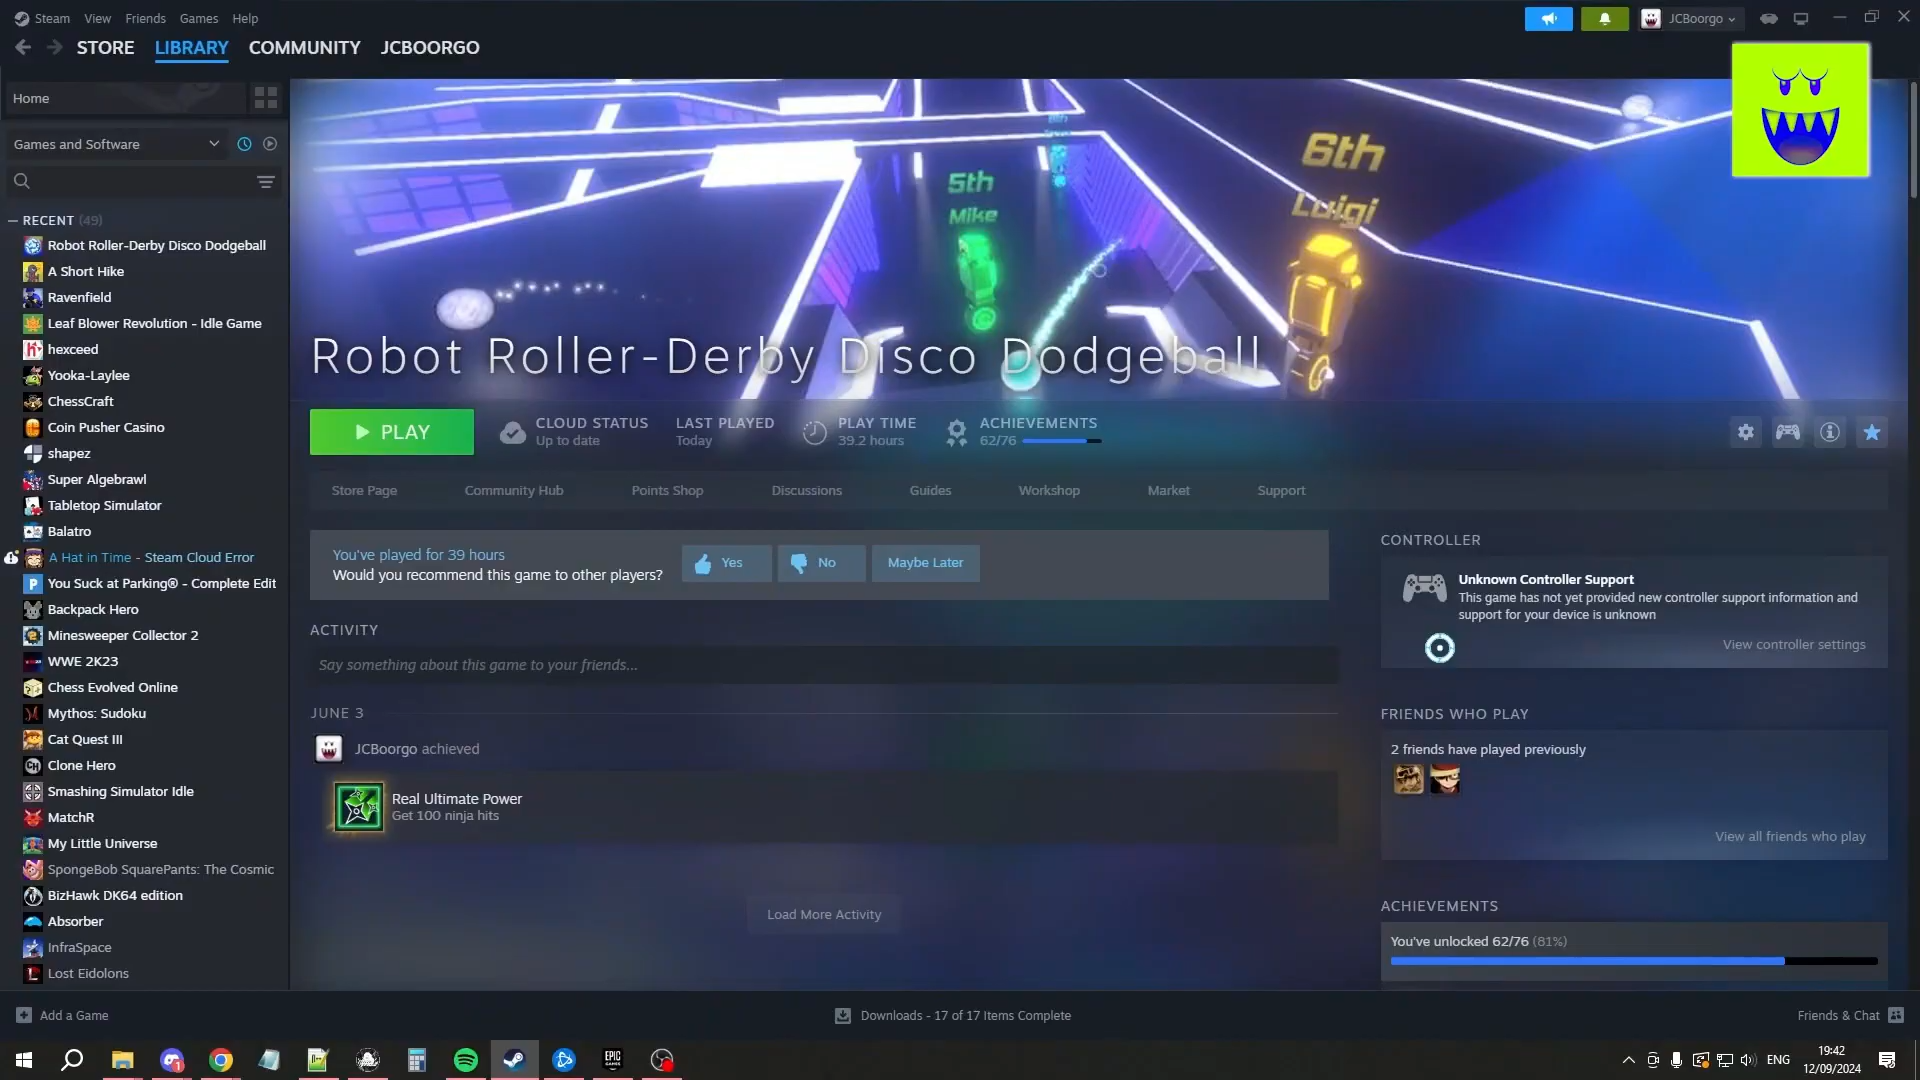 Steam View Friends Games Help
JCBoorgo
STORE LIBRARY COMMUNITY JCBOORGO
Home
Games and Software
RECENT (49)
Robot Roller-Derby Disco Dodgeball
A Short Hike
Ravenfield
Leaf Blower Revolution - Idle Game
hexceed
Yooka-Laylee
ChessCraft
Coin Pusher Casino
shapez
Super Algebrawl
Tabletop Simulator
Balatro
A Hat in Time - Steam Cloud Error
You Suck at Parking® - Complete Edit
Backpack Hero
Minesweeper Collector 2
WWE 2K23
Chess Evolved Online
Mythos: Sudoku
Cat Quest III
Clone Hero
Smashing Simulator Idle
MatchR
My Little Universe
SpongeBob SquarePants: The Cosmic
BizHawk DK64 edition
Absorber
InfraSpace
Lost Eidolons
8th
5th
Mike
6th
Luigi
Robot Roller-Derby Disco Dodgeball
PLAY
CLOUD STATUS
Up to date
LAST PLAYED
Today
PLAY TIME
39.2 hours
ACHIEVEMENTS
62/76
Store Page Community Hub Points Shop Discussions Guides Workshop Market Support
You've played for 39 hours
Would you recommend this game to other players?
Yes No Maybe Later
ACTIVITY
Say something about this game to your friends...
JUNE 3
JCBoorgo achieved
Real Ultimate Power
Get 100 ninja hits
Load More Activity
CONTROLLER
Unknown Controller Support
This game has not yet provided new controller support information and
support for your device is unknown
View controller settings
FRIENDS WHO PLAY
2 friends have played previously
View all friends who play
ACHIEVEMENTS
You've unlocked 62/76 (81%)
Add a Game
Downloads - 17 of 17 Items Complete
Friends & Chat
EPIC
GAMES
ENG
19:42
12/09/2024